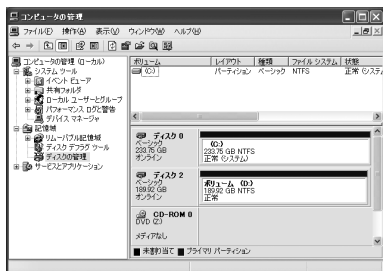 コンピュータの管理
ファイル(F) 操作(A) 表示(V) ウィンドウ(W) ヘルプ(H)
コンピュータの管理 (ローカル)
システム ツール
イベント ビューア
共有フォルダ
ローカル ユーザーとグループ
パフォーマンス ログと警告
デバイス マネージャ
記憶域
リムーバブル記憶域
ディスク デフラグ ツール
ディスクの管理
サービスとアプリケーション
ボリューム レイアウト 種類 ファイル システム 状態
(C:) パーティション ベーシック NTFS 正常 (システム
ディスク 0
ベーシック
233.75 GB
オンライン
(C:)
233.75 GB NTFS
正常 (システム)
ディスク 2
ベーシック
189.92 GB
オンライン
ボリューム (D:)
189.92 GB NTFS
正常
CD-ROM 0
DVD (Z:)
メディアなし
未割り当て プライマリ パーティション